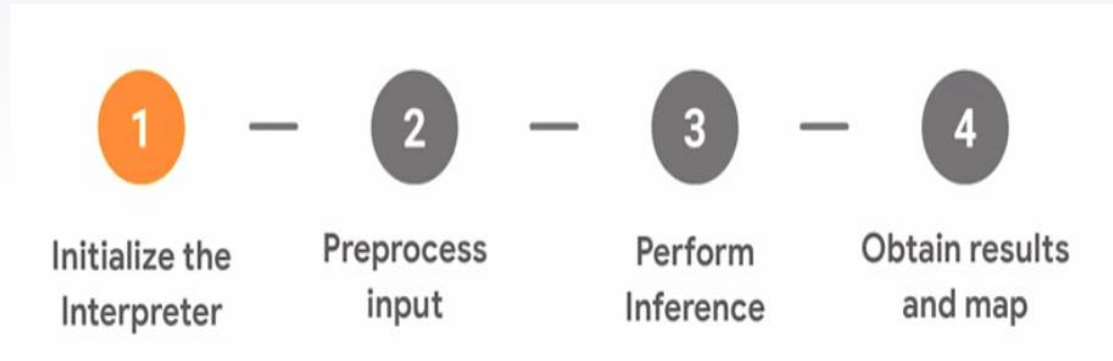 1
2
3
4
Initialize the
Interpreter
Preprocess
input
Perform
Inference
Obtain results
and map